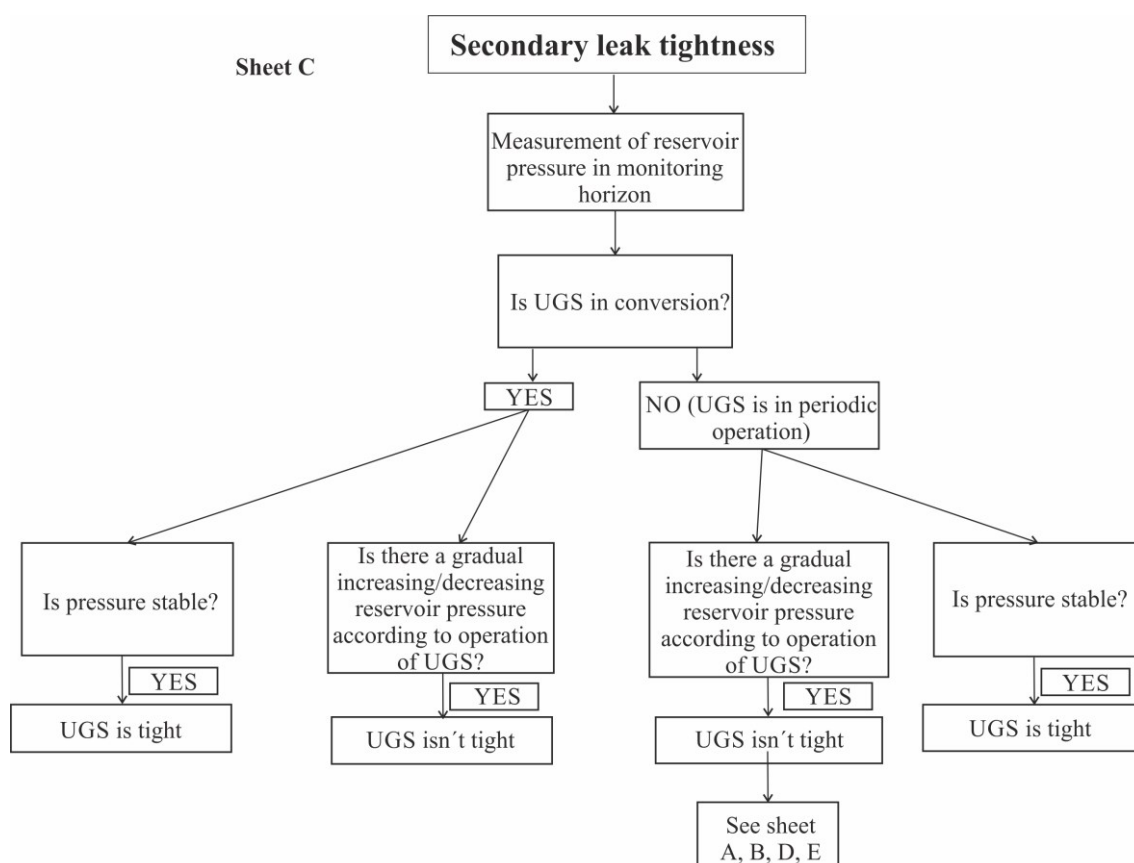 Secondary leak tightness
Sheet C
Measurement of reservoir
pressure in monitoring
horizon
Is UGS in conversion?
YES
NO (UGS is in periodic
operation)
Is pressure stable?
YES
UGS is tight
Is there a gradual
increasing/decreasing
reservoir pressure
according to operation
of UGS?
YES
UGS isn´t tight
Is there a gradual
increasing/decreasing
reservoir pressure
according to operation
of UGS?
YES
UGS isn´t tight
See sheet
A, B, D, E
Is pressure stable?
YES
UGS is tight